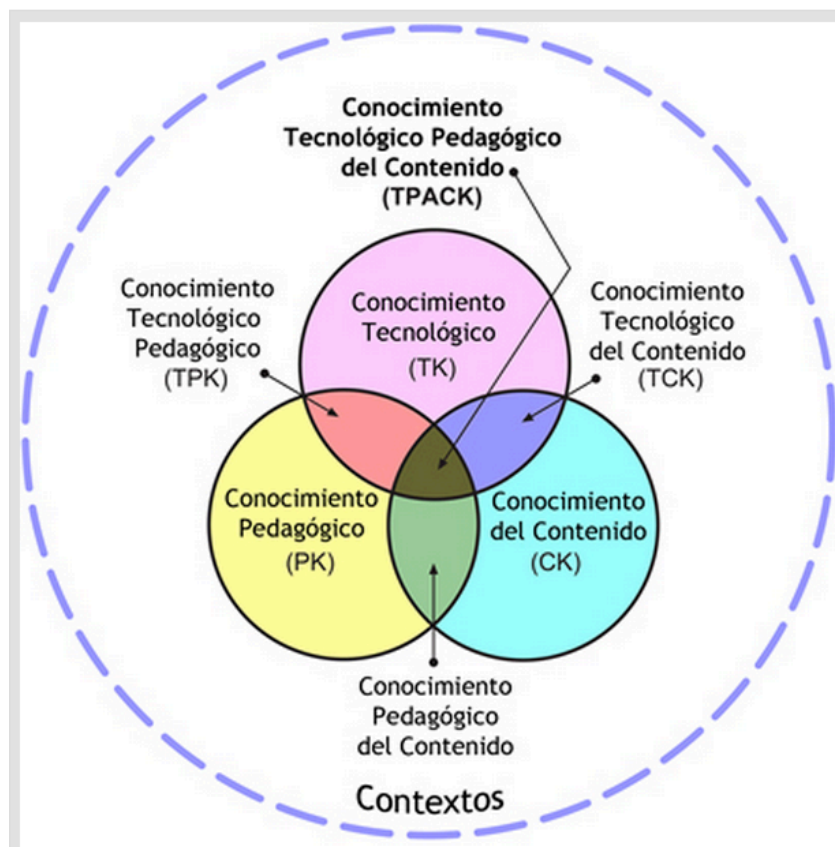 Conocimiento
Tecnológico Pedagógico
del Contenido
(TPACK)
Conocimiento
Tecnológico
Pedagógico
(TPK)
Conocimiento
Tecnológico
(TK)
Conocimiento
Tecnológico
del Contenido
(TCK)
Conocimiento
Pedagógico
(PK)
Conocimiento
del Contenido
(CK)
Conocimiento
Pedagógico
del Contenido
Contextos